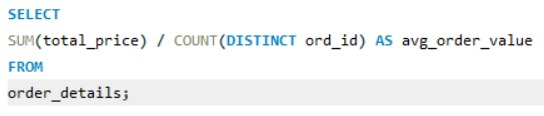 SELECT
SUM(total_price) / COUNT(DISTINCT ord_id) AS avg_order_value
FROM
order_details;